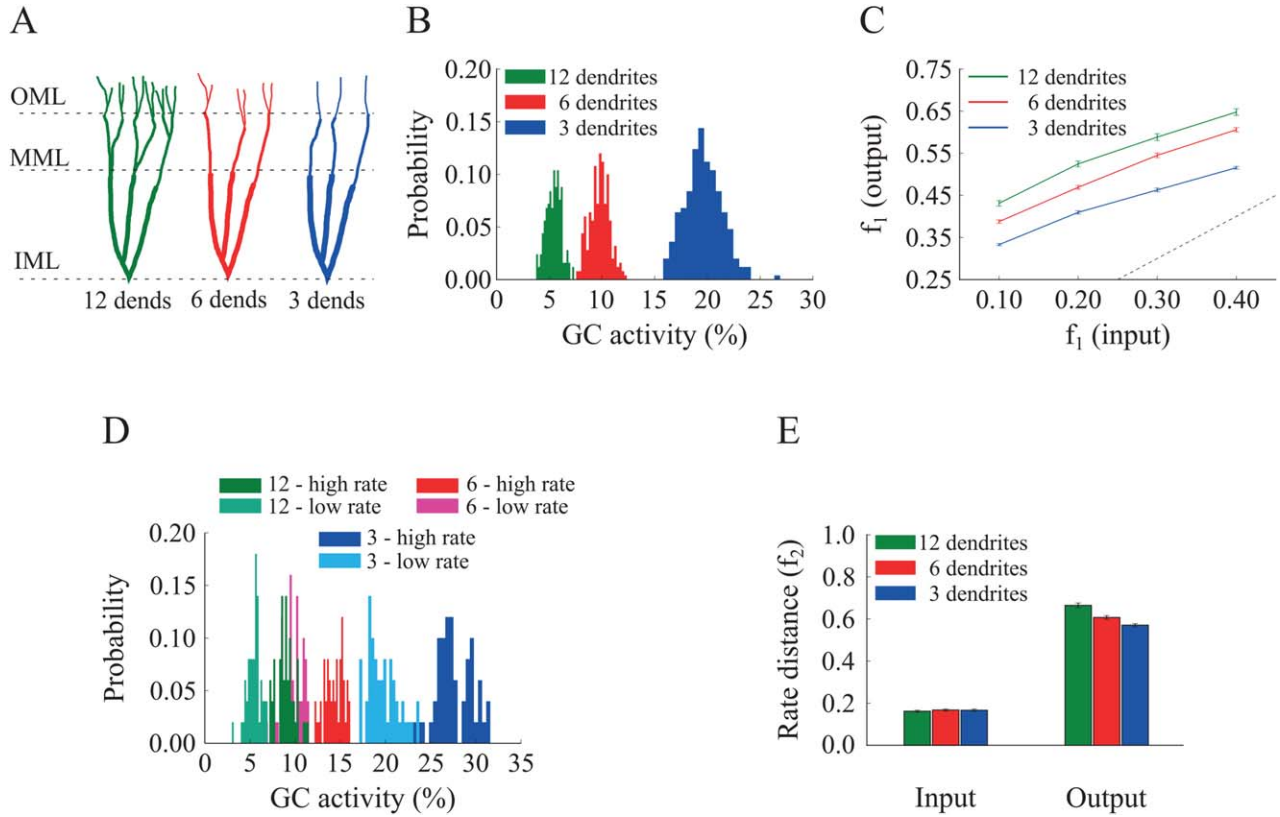 A
OML
MML
IML
12 dends
6 dends
3 dends
B
12 dendrites
6 dendrites
3 dendrites
Probability
0.20
0.15
0.10
0.05
0.00
0
5
10
15
20
25
30
GC activity (%)
C
12 dendrites
6 dendrites
3 dendrites
f₁ (output)
0.75
0.65
0.55
0.45
0.35
0.25
0.10
0.20
0.30
0.40
f₁ (input)
D
12 - high rate
12 - low rate
6 - high rate
6 - low rate
3 - high rate
3 - low rate
Probability
0.20
0.15
0.10
0.05
0.00
0
5
10
15
20
25
30
35
GC activity (%)
E
12 dendrites
6 dendrites
3 dendrites
Rate distance (f₂)
1.0
0.8
0.6
0.4
0.2
0.0
Input
Output